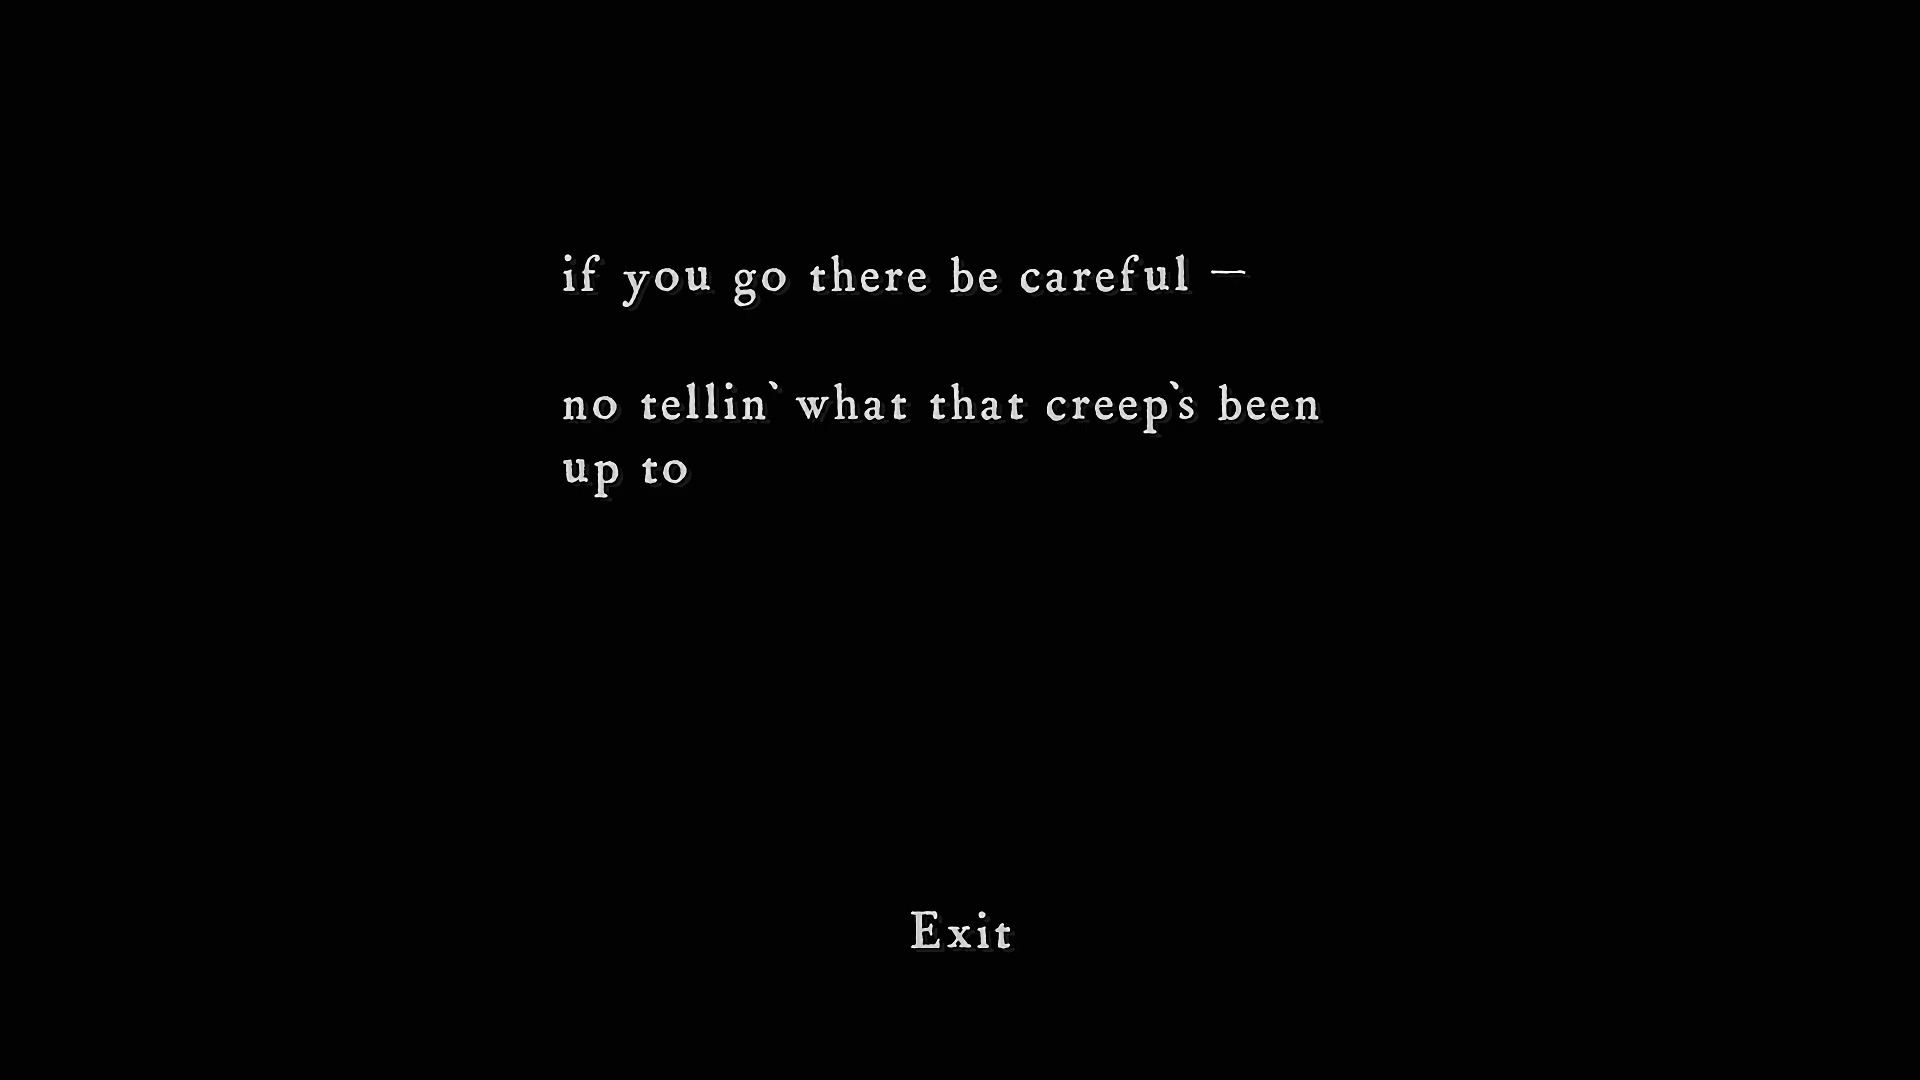 if you go there be careful —
no tellin` what that creep`s been
up to
Exit